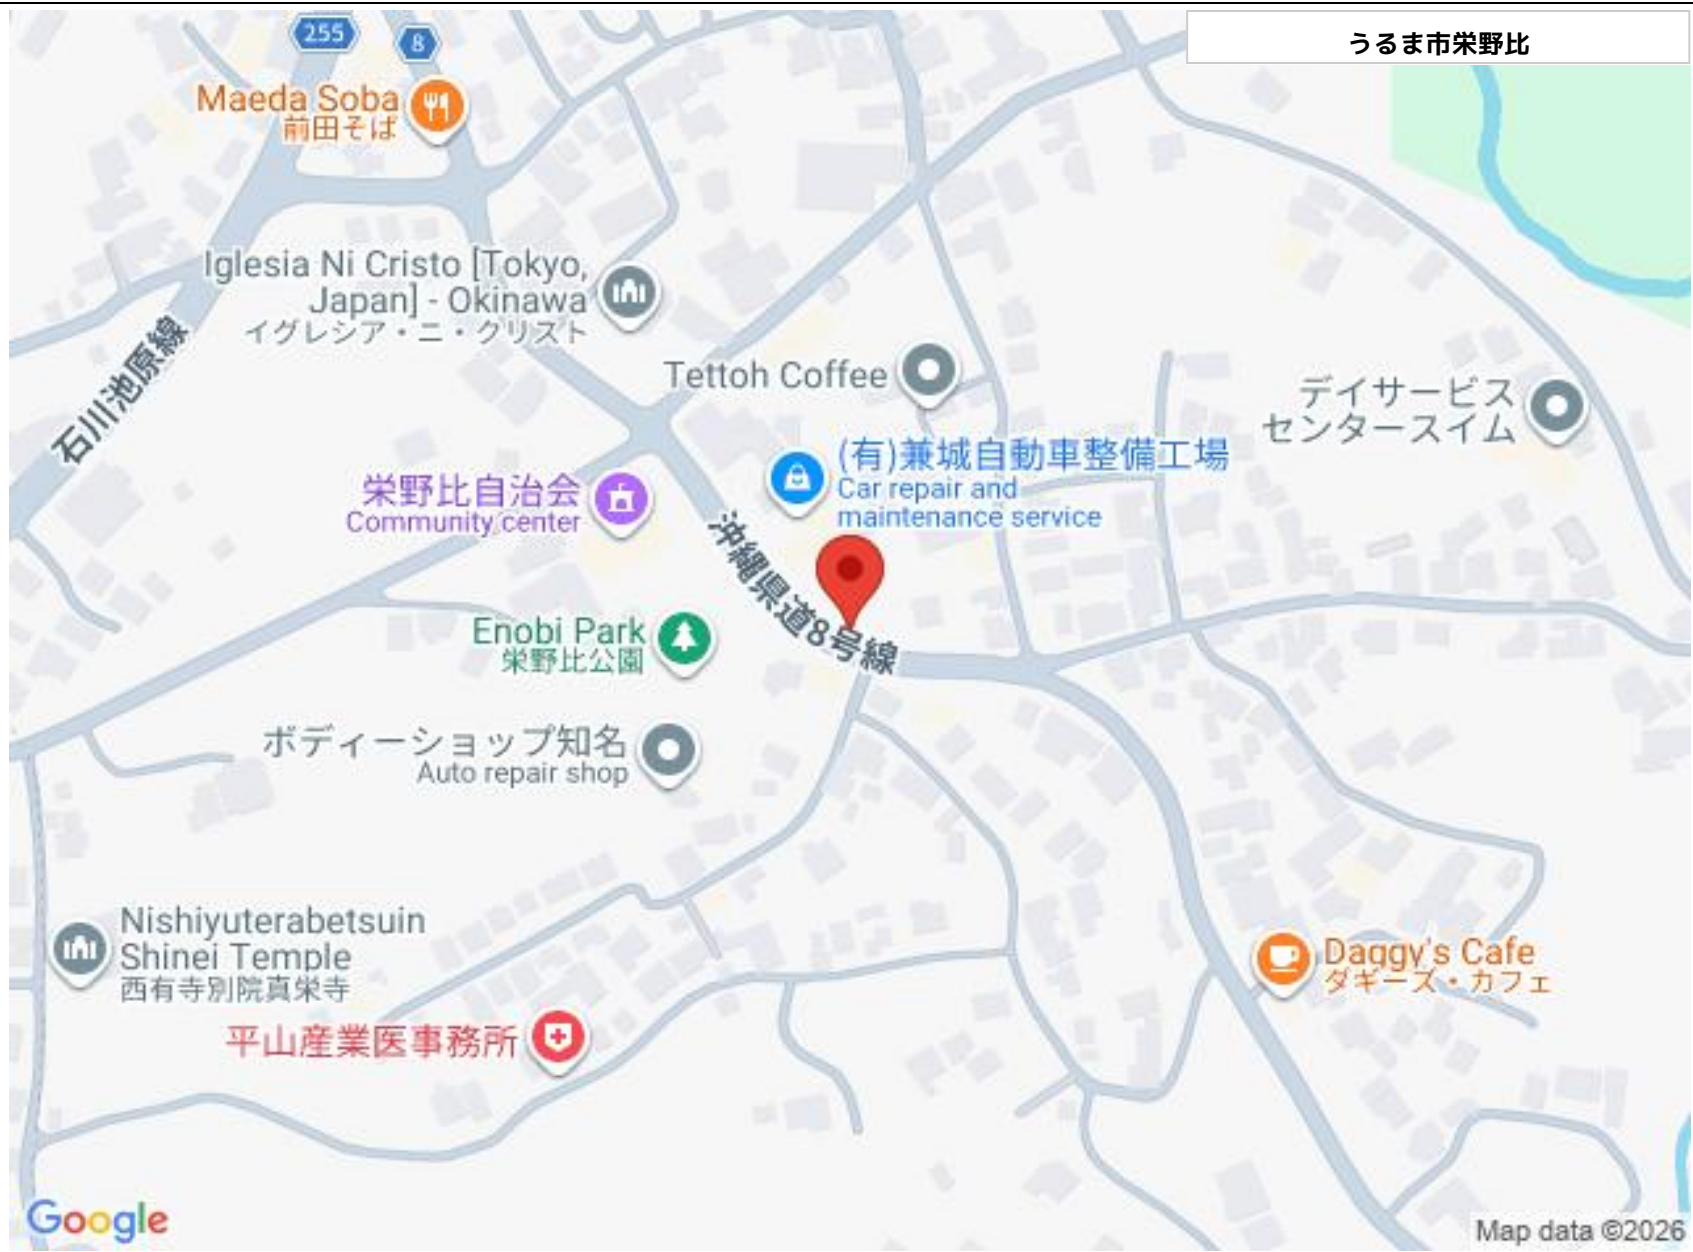 うるま市栄野比
255
8
Maeda Soba
前田そば
Iglesia Ni Cristo [Tokyo,
Japan] - Okinawa
イグレシア・ニ・クリスト
石川池原線
Tettoh Coffee
デイサービス
センタースイム
(有)兼城自動車整備工場
Car repair and
maintenance service
栄野比自治会
Community center
沖縄県道8号線
Enobi Park
栄野比公園
ボディーショップ知名
Auto repair shop
Nishiyuterabetsuin
Shinei Temple
西有寺別院真栄寺
Daggy's Cafe
ダギーズ・カフェ
平山産業医事務所
Google
Map data ©2026